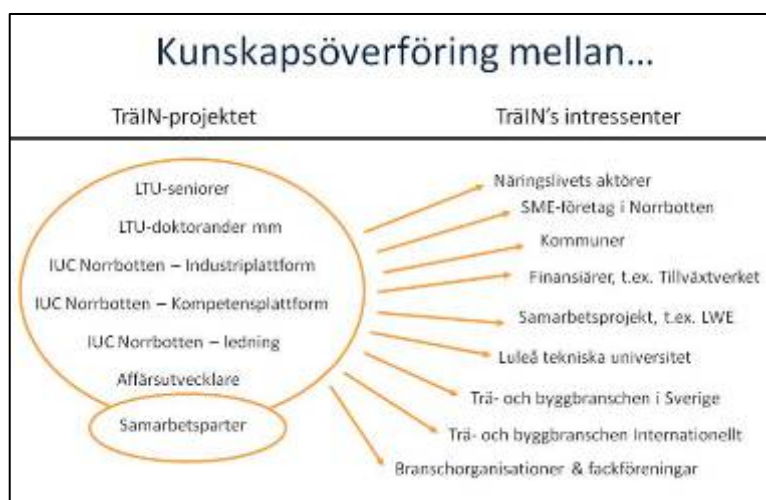 Kunskapsöverföring mellan...
TräIN-projektet
TräIN's intressenter
LTU-seniorer
LTU-doktorander mm
IUC Norrbotten – Industriplattform
IUC Norrbotten – Kompetensplattform
IUC Norrbotten – ledning
Affärsutvecklare
Samarbetsparter
Näringslivets aktörer
SME-företag i Norrbotten
Kommuner
Finansiärer, t.ex. Tillväxtverket
Samarbetsprojekt, t.ex. LWE
Luleå tekniska universitet
Trä- och byggbranschen i Sverige
Trä- och byggbranschen Internationellt
Branschorganisationer & fackföreningar